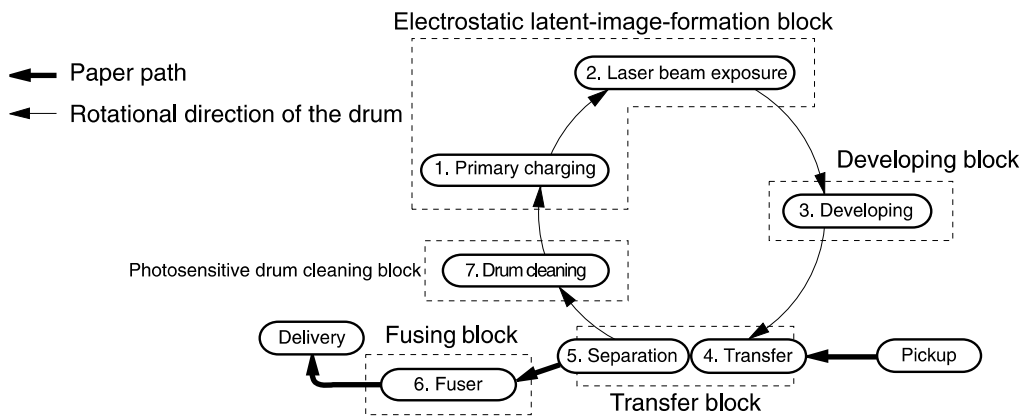 Electrostatic latent-image-formation block
Paper path
2. Laser beam exposure
Rotational direction of the drum
1. Primary charging
Developing block
3. Developing
Photosensitive drum cleaning block
7. Drum cleaning
Delivery
Fusing block
5. Separation
4. Transfer
Pickup
6. Fuser
Transfer block